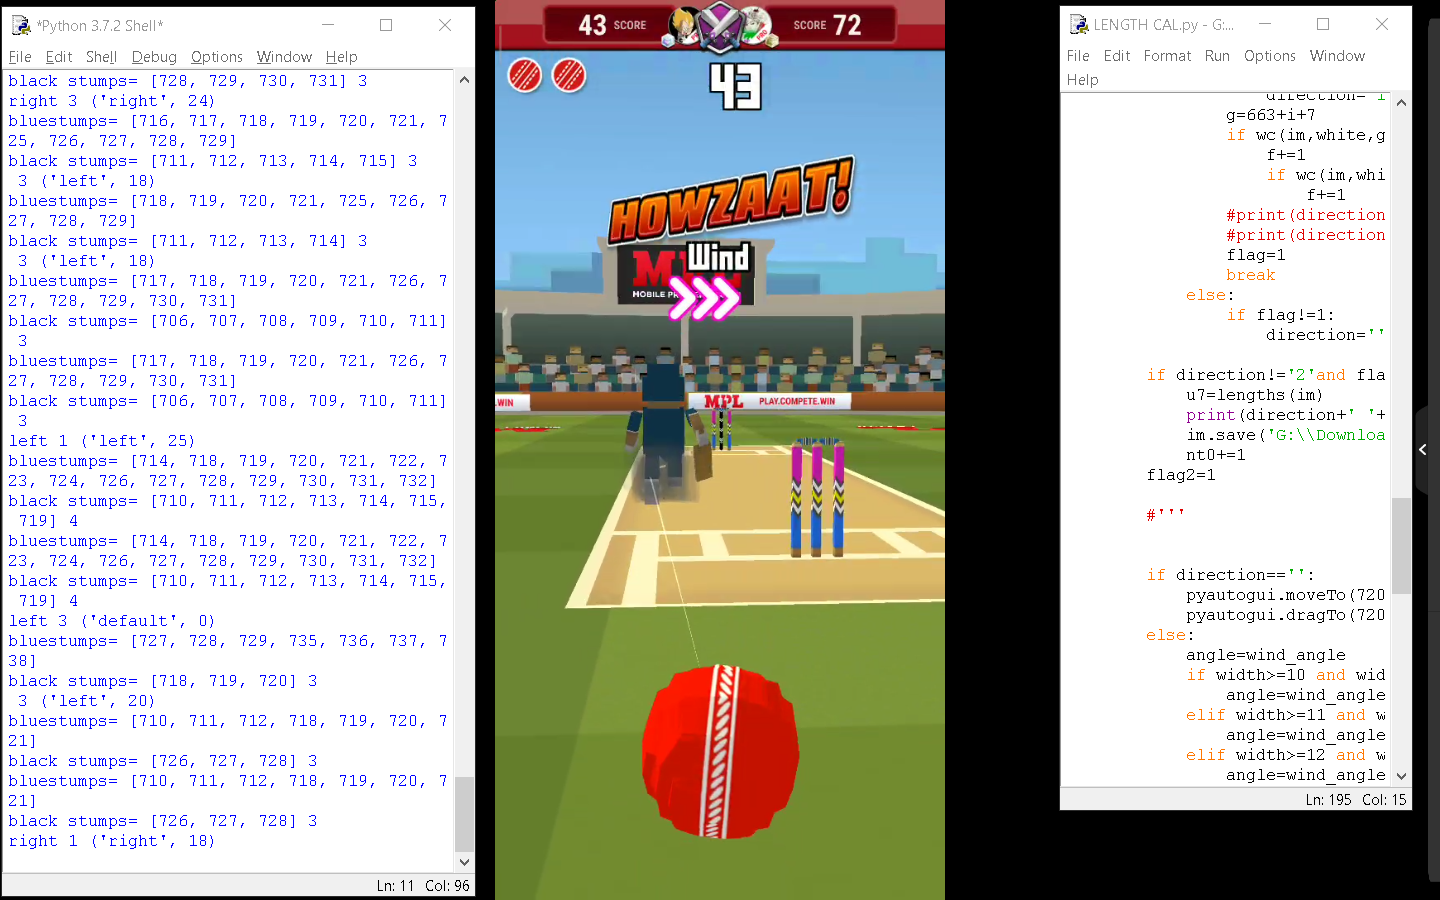 *Python 3.7.2 Shell*
File Edit Shell Debug Options Window Help
black stumps= [728, 729, 730, 731] 3
right 3 ('right', 24)
bluestumps= [716, 717, 718, 719, 720, 721, 7
25, 726, 727, 728, 729]
black stumps= [711, 712, 713, 714, 715] 3
3 ('left', 18)
bluestumps= [718, 719, 720, 721, 725, 726, 7
27, 728, 729]
black stumps= [711, 712, 713, 714] 3
3 ('left', 18)
bluestumps= [717, 718, 719, 720, 721, 726, 7
27, 728, 729, 730, 731]
black stumps= [706, 707, 708, 709, 710, 711]
3
bluestumps= [717, 718, 719, 720, 721, 726, 7
27, 728, 729, 730, 731]
black stumps= [706, 707, 708, 709, 710, 711]
3
left 1 ('left', 25)
bluestumps= [714, 718, 719, 720, 721, 722, 7
23, 724, 726, 727, 728, 729, 730, 731, 732]
black stumps= [710, 711, 712, 713, 714, 715,
719] 4
bluestumps= [714, 718, 719, 720, 721, 722, 7
23, 724, 726, 727, 728, 729, 730, 731, 732]
black stumps= [710, 711, 712, 713, 714, 715,
719] 4
left 3 ('default', 0)
bluestumps= [727, 728, 729, 735, 736, 737, 7
38]
black stumps= [718, 719, 720] 3
3 ('left', 20)
bluestumps= [710, 711, 712, 718, 719, 720, 7
21]
black stumps= [726, 727, 728] 3
bluestumps= [710, 711, 712, 718, 719, 720, 7
21]
black stumps= [726, 727, 728] 3
right 1 ('right', 18)
Ln: 11 Col: 96
43 SCORE
PRO
SCORE 72
43
HOWZAAT!
Wind
.WIN
MPL PLAY.COMPETE.WIN
LENGTH CAL.py - G:...
File Edit Format Run Options Window
Help
direction='i
g=663+i+7
if wc(im,white,g
f+=1
if wc(im,whi
f+=1
#print(direction
#print(direction
flag=1
break
else:
if flag!=1:
direction=''
if direction!='2'and fla
u7=lengths(im)
print(direction+' '+
im.save('G:\\Downloa
nt0+=1
flag2=1
#'''
if direction=='':
pyautogui.moveTo(720
pyautogui.dragTo(720
else:
angle=wind_angle
if width>=10 and wid
angle=wind_angle
elif width>=11 and w
angle=wind_angle
elif width>=12 and w
angle=wind_angle
Ln: 195 Col: 15